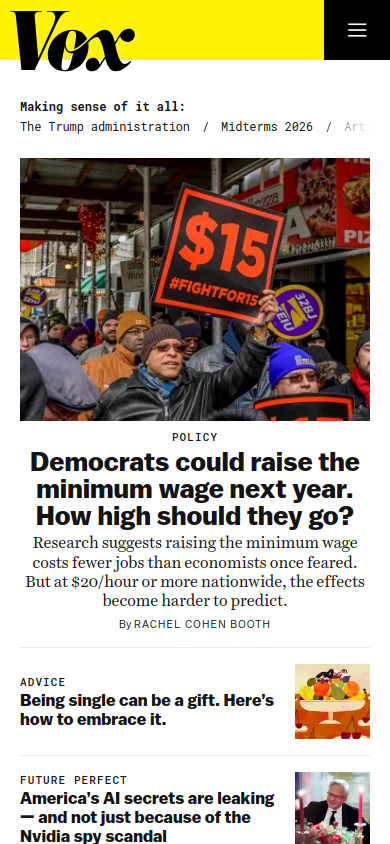 Vox
Making sense of it all:
The Trump administration / Midterms 2026 / Art
$15
#FIGHTFOR15
32BJ
SEIU
PIZ
POLICY
Democrats could raise the
minimum wage next year.
How high should they go?
Research suggests raising the minimum wage
costs fewer jobs than economists once feared.
But at $20/hour or more nationwide, the effects
become harder to predict.
By RACHEL COHEN BOOTH
ADVICE
Being single can be a gift. Here’s
how to embrace it.
FUTURE PERFECT
America’s AI secrets are leaking
— and not just because of the
Nvidia spy scandal